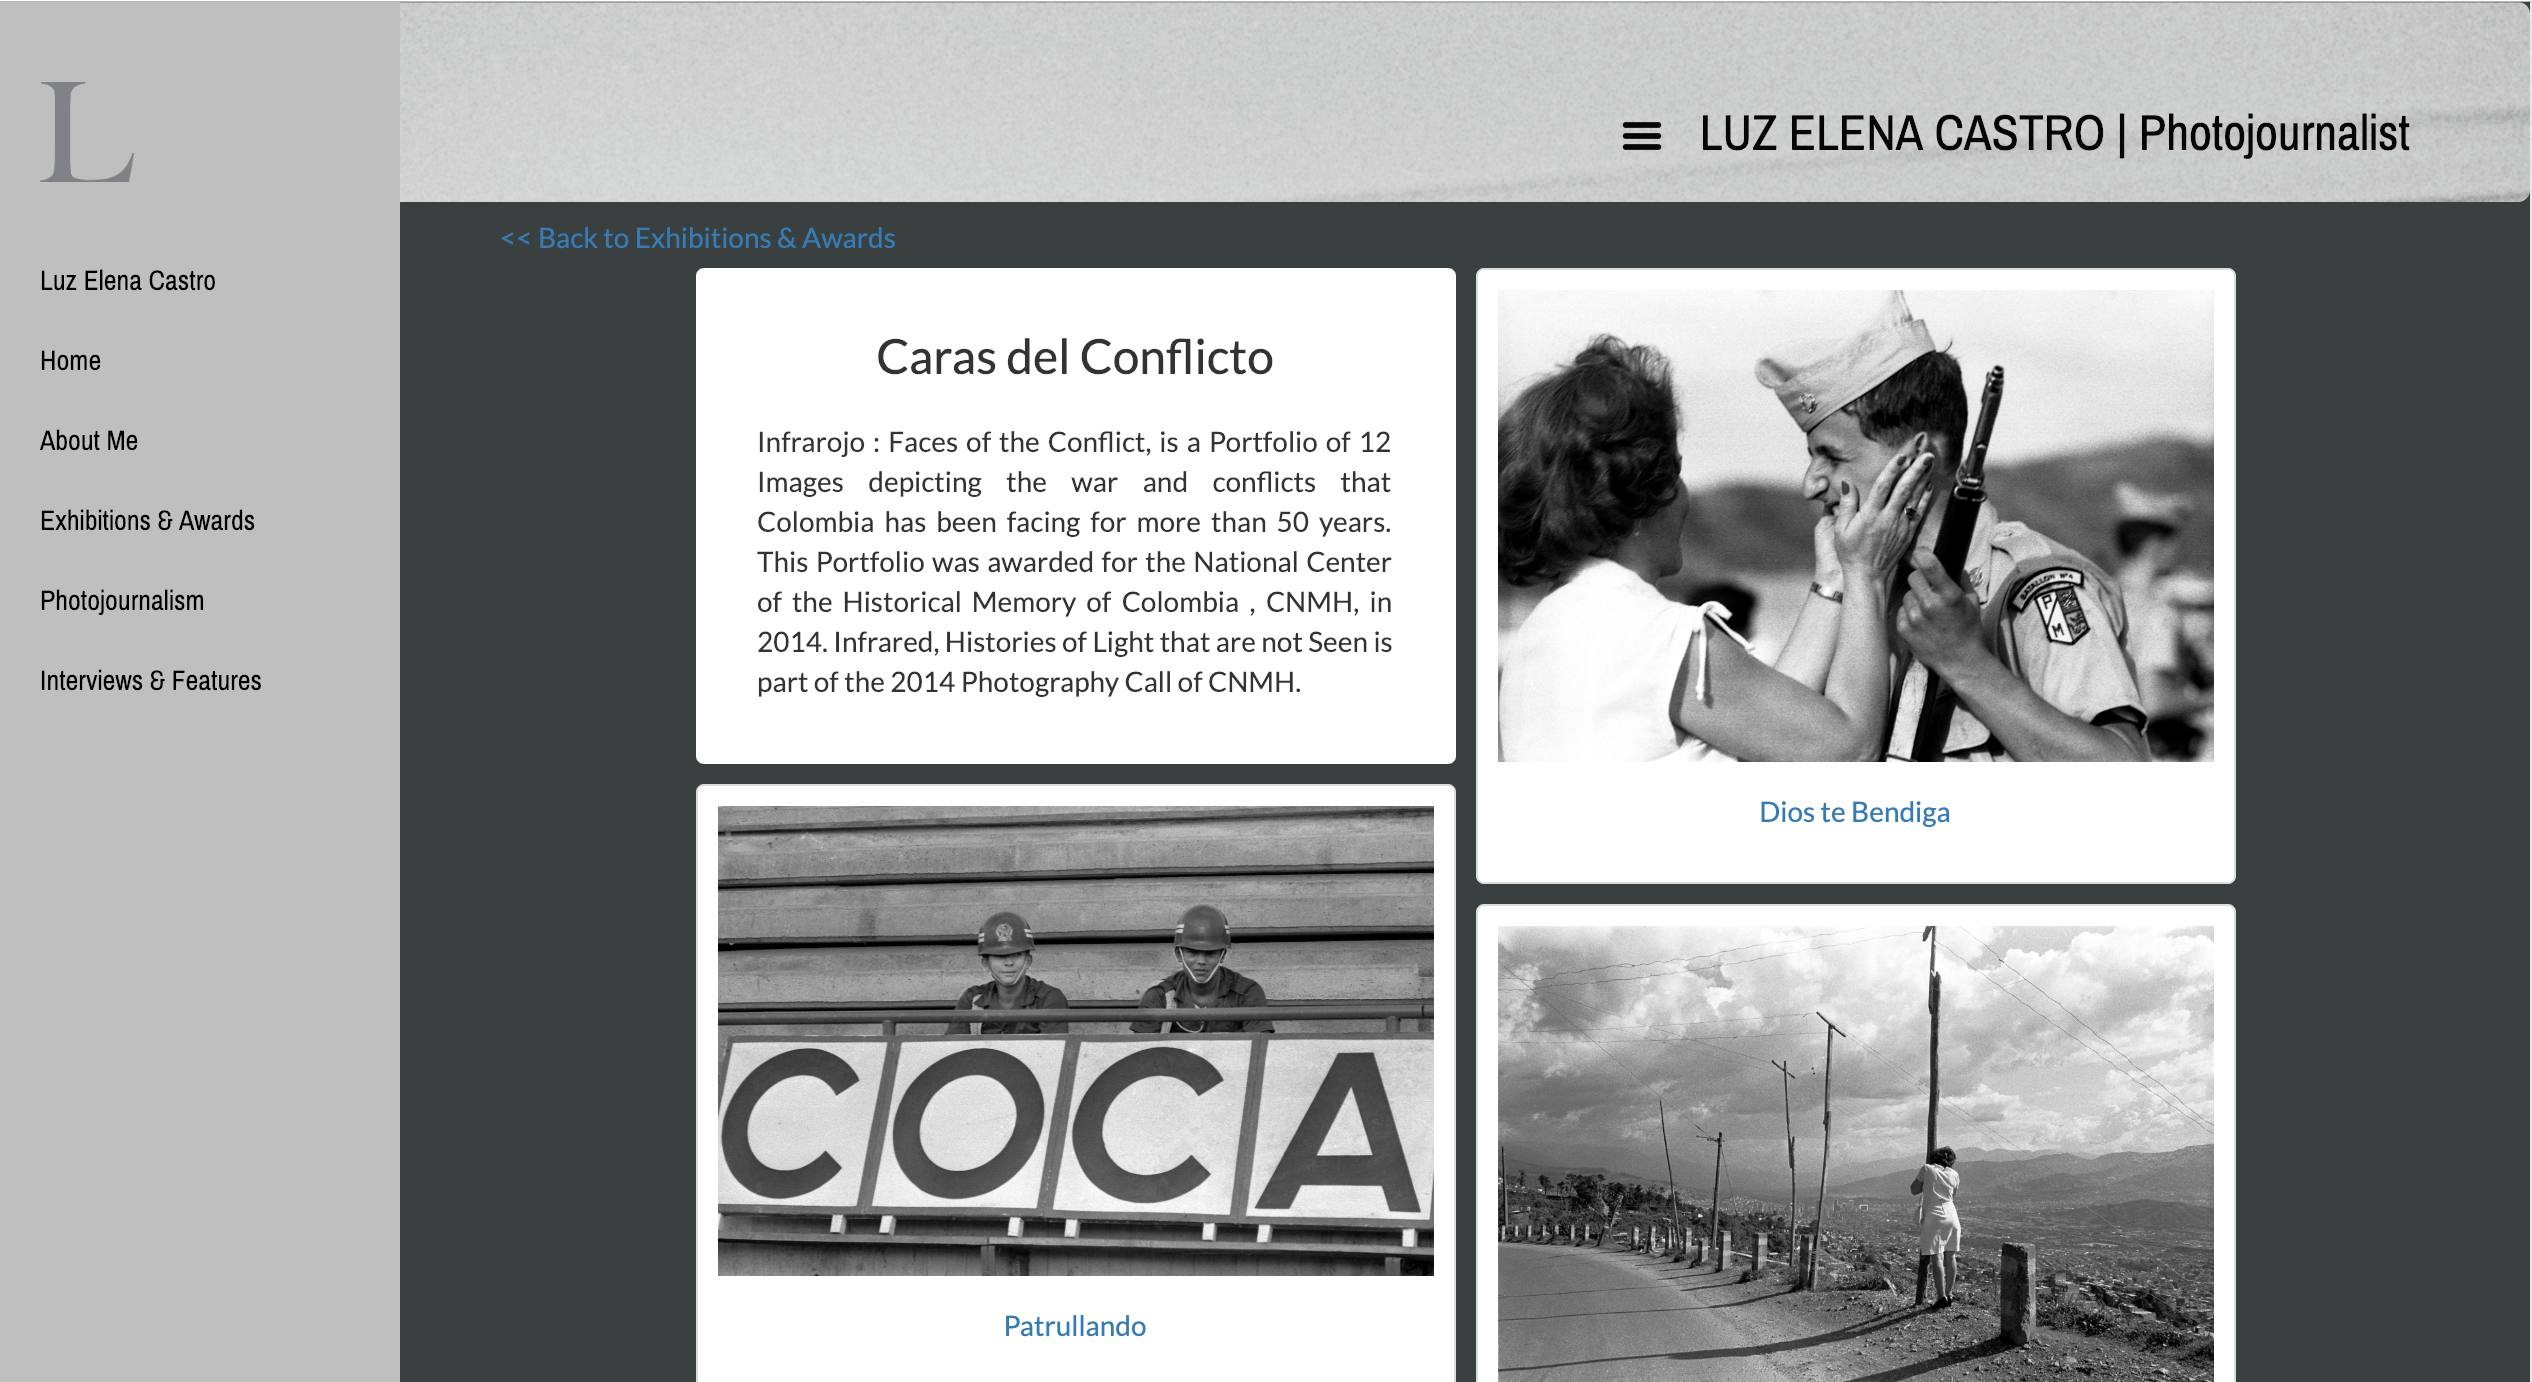 L
Luz Elena Castro
Home
About Me
Exhibitions & Awards
Photojournalism
Interviews & Features
LUZ ELENA CASTRO | Photojournalist
<< Back to Exhibitions & Awards
Caras del Conflicto
Infrarojo : Faces of the Conflict, is a Portfolio of 12
Images depicting the war and conflicts that
Colombia has been facing for more than 50 years.
This Portfolio was awarded for the National Center
of the Historical Memory of Colombia , CNMH, in
2014. Infrared, Histories of Light that are not Seen is
part of the 2014 Photography Call of CNMH.
BATALLON Nº4
P
M
Dios te Bendiga
COCA
Patrullando